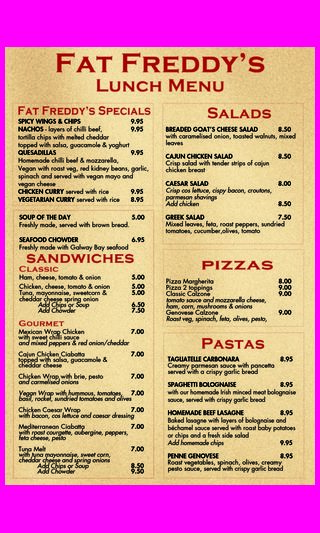 FAT FREDDY'S
LUNCH MENU
FAT FREDDY'S SPECIALS
SPICY WINGS & CHIPS 9.95
NACHOS - layers of chilli beef, 9.95
tortilla chips with melted cheddar
topped with salsa, guacamole & yoghurt
QUESADILLAS 9.95
Homemade chilli beef & mozzarella,
Vegan with roast veg, red kidney beans, garlic,
spinach and served with vegan mayo and
vegan cheese
CHICKEN CURRY served with rice 9.95
VEGETARIAN CURRY served with rice 8.95
SOUP OF THE DAY 5.00
Freshly made, served with brown bread.
SEAFOOD CHOWDER 6.95
Freshly made with Galway Bay seafood
SANDWICHES
CLASSIC
Ham, cheese, tomato & onion 5.00
Chicken, cheese, tomato & onion 5.00
Tuna, mayonnaise, sweetcorn & 5.00
cheddar cheese spring onion
Add Chips or Soup 6.50
Add Chowder 7.50
GOURMET
Mexican Wrap Chicken 7.00
with sweet chilli sauce
and mixed peppers & red onion/cheddar
Cajun Chicken Ciabatta 7.00
topped with salsa, guacamole &
cheddar cheese
Chicken Wrap with brie, pesto 7.00
and carmelised onions
Vegan Wrap with hummous, tomatoes, 7.00
basil, rocket, sundried tomatoes and olives
Chicken Caesar Wrap 7.00
with bacon, cos lettuce and caesar dressing
Mediterranean Ciabatta 7.00
with roast courgette, aubergine, peppers,
feta cheese, pesto
Tuna Melt 7.00
with tuna mayonnaise, sweet corn,
cheddar cheese and spring onions
Add Chips or Soup 8.50
Add Chowder 9.50
SALADS
BREADED GOAT'S CHEESE SALAD 8.50
with caramelised onion, toasted walnuts, mixed
leaves
CAJUN CHICKEN SALAD 8.50
Crisp salad with tender strips of cajun
chicken breast
CAESAR SALAD 8.00
Crisp cos lettuce, crispy bacon, croutons,
parmesan shavings
Add chicken 8.50
GREEK SALAD 7.50
Mixed leaves, feta, roast peppers, sundried
tomatoes, cucumber,olives, tomato
PIZZAS
Pizza Margherita 8.00
Pizza 2 toppings 9.00
Classic Calzone 9.00
tomato sauce and mozzarella cheese,
ham, corn, mushrooms & onions
Genovese Calzone 9.00
Roast veg, spinach, feta, olives, pesto,
PASTAS
TAGLIATELLE CARBONARA 8.95
Creamy parmesan sauce with pancetta
served with a crispy garlic bread
SPAGHETTI BOLOGNAISE 8.95
with our homemade Irish minced meat bolognaise
sauce, served with crispy garlic bread
HOMEMADE BEEF LASAGNE 8.95
Baked lasagne with layers of bolognaise and
béchamel sauce served with roast baby potatoes
or chips and a fresh side salad
Add homemade chips 9.95
PENNE GENOVESE 8.95
Roast vegetables, spinach, olives, creamy
pesto sauce, served with crispy garlic bread